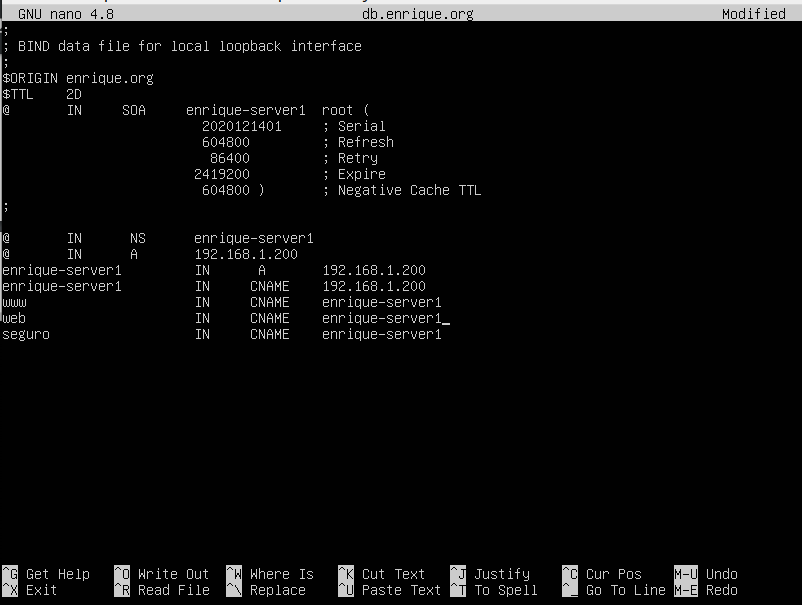 GNU nano 4.8 db.enrique.org Modified
;
; BIND data file for local loopback interface
;
$ORIGIN enrique.org
$TTL 2D
@ IN SOA enrique-server1 root (
2020121401 ; Serial
604800 ; Refresh
86400 ; Retry
2419200 ; Expire
604800 ) ; Negative Cache TTL
;
@ IN NS enrique-server1
@ IN A 192.168.1.200
enrique-server1 IN A 192.168.1.200
enrique-server1 IN CNAME 192.168.1.200
www IN CNAME enrique-server1
web IN CNAME enrique-server1_
seguro IN CNAME enrique-server1
^G Get Help ^O Write Out ^W Where Is ^K Cut Text ^J Justify ^C Cur Pos M-U Undo
^X Exit ^R Read File ^\ Replace ^U Paste Text ^T To Spell ^_ Go To Line M-E Redo